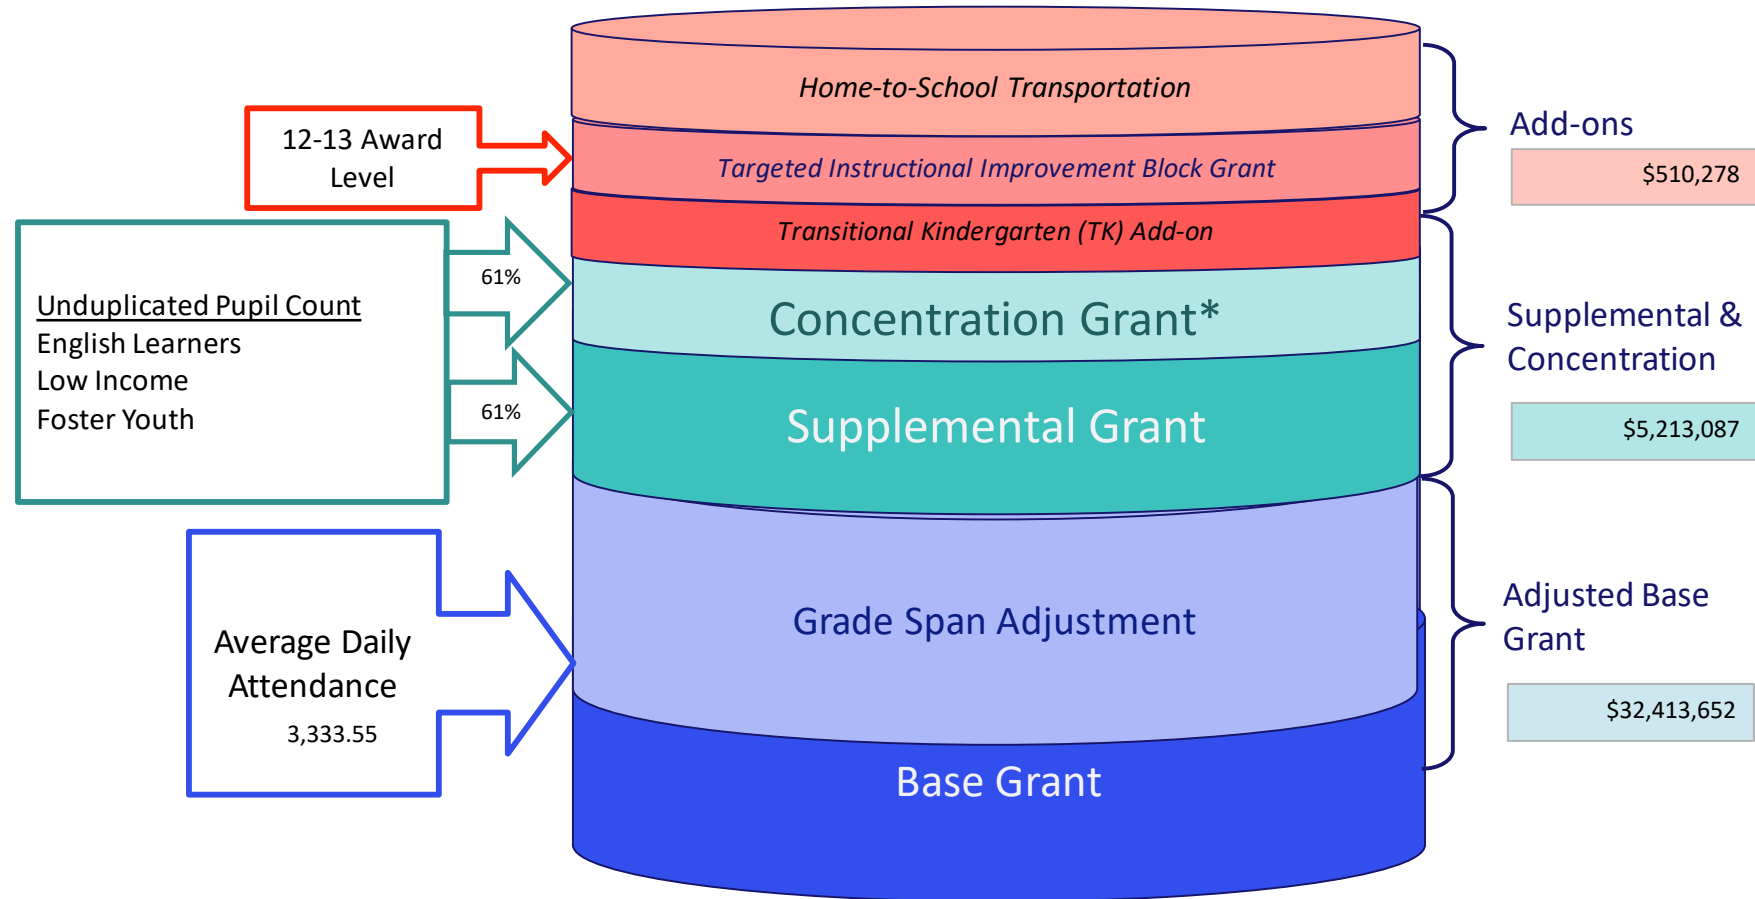 Home-to-School Transportation
Targeted Instructional Improvement Block Grant
Transitional Kindergarten (TK) Add-on
Concentration Grant*
Supplemental Grant
Grade Span Adjustment
Base Grant
12-13 Award
Level
Unduplicated Pupil Count
English Learners
Low Income
Foster Youth
61%
61%
Average Daily
Attendance
3,333.55
Add-ons
$510,278
Supplemental &
Concentration
$5,213,087
Adjusted Base
Grant
$32,413,652